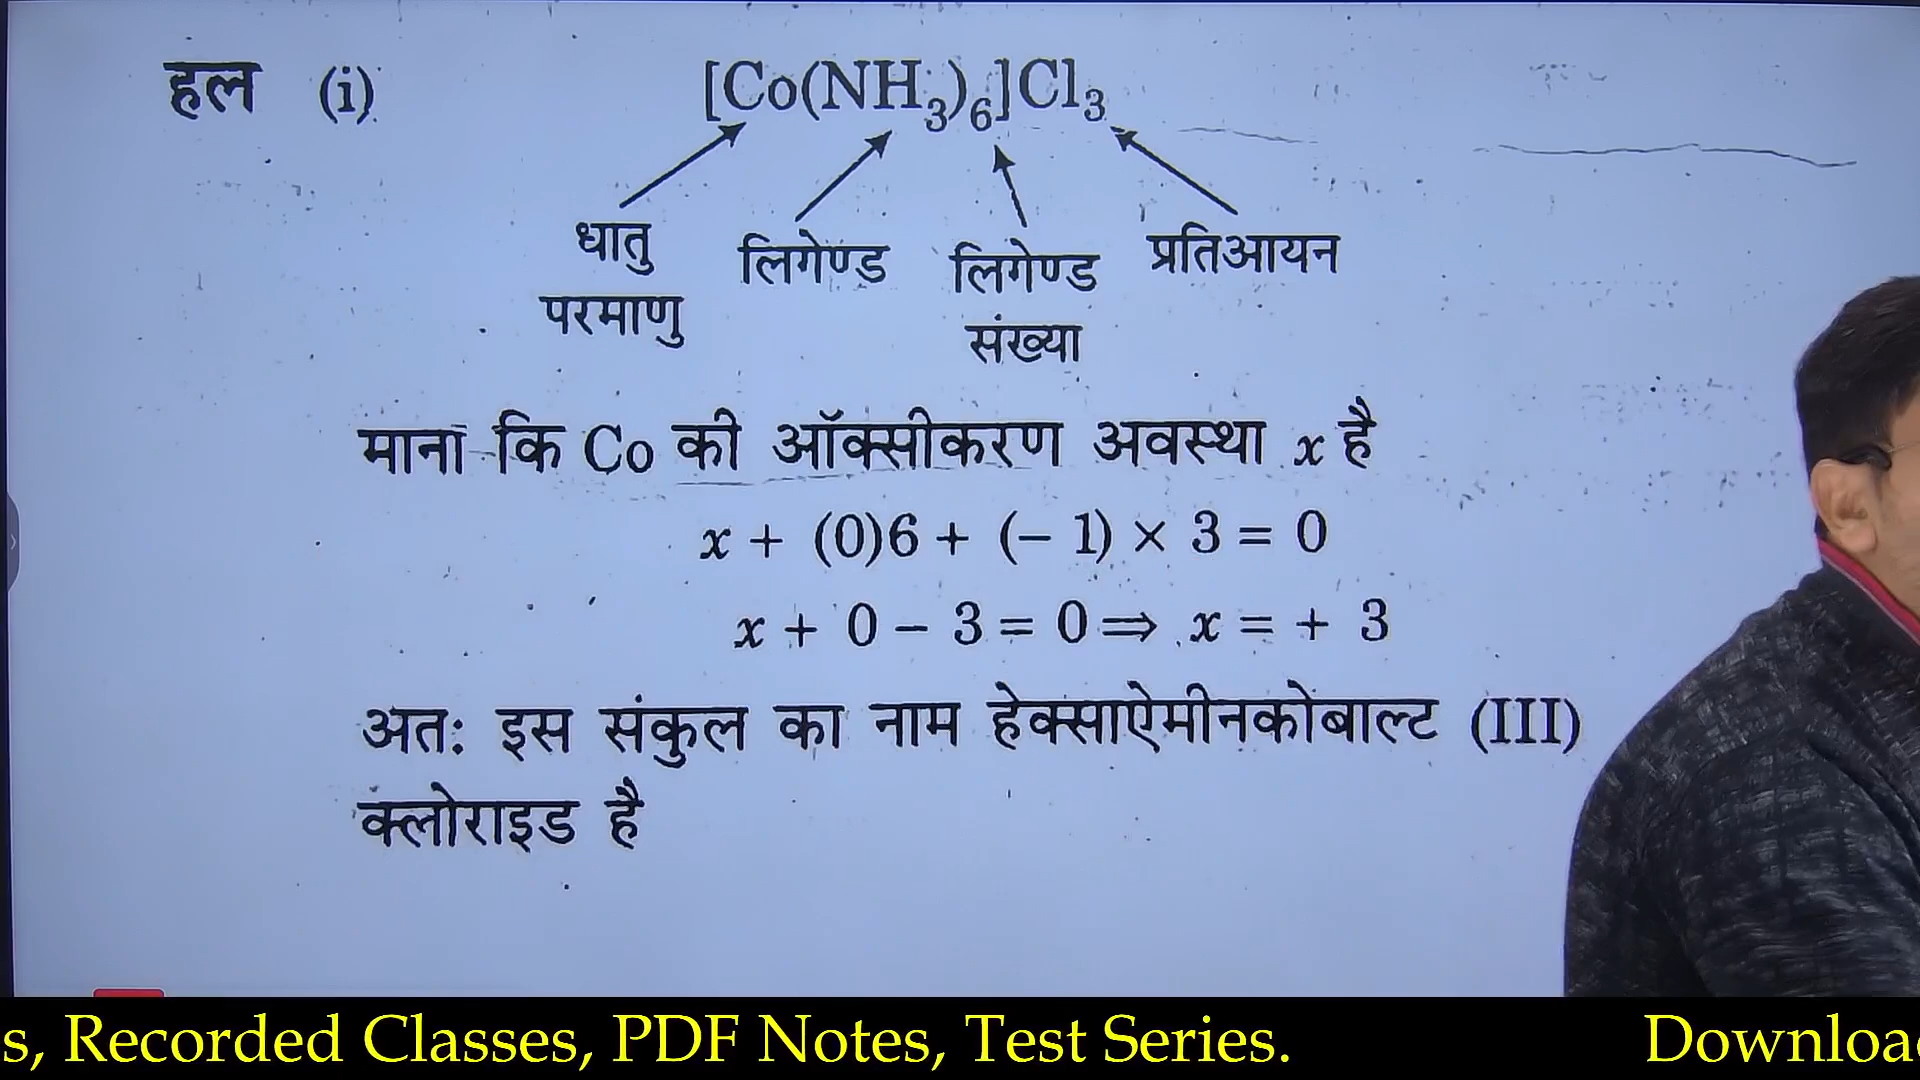 हल (i) [Co(NH3)6]Cl3
धातु परमाणु
लिगेण्ड
लिगेण्ड संख्या
प्रतिआयन
माना कि Co की ऑक्सीकरण अवस्था x है
x + (0)6 + (– 1) × 3 = 0
x + 0 – 3 = 0 ⇒ x = + 3
अतः इस संकुल का नाम हेक्साऐमीनकोबाल्ट (III)
क्लोराइड है
s, Recorded Classes, PDF Notes, Test Series. Downloa